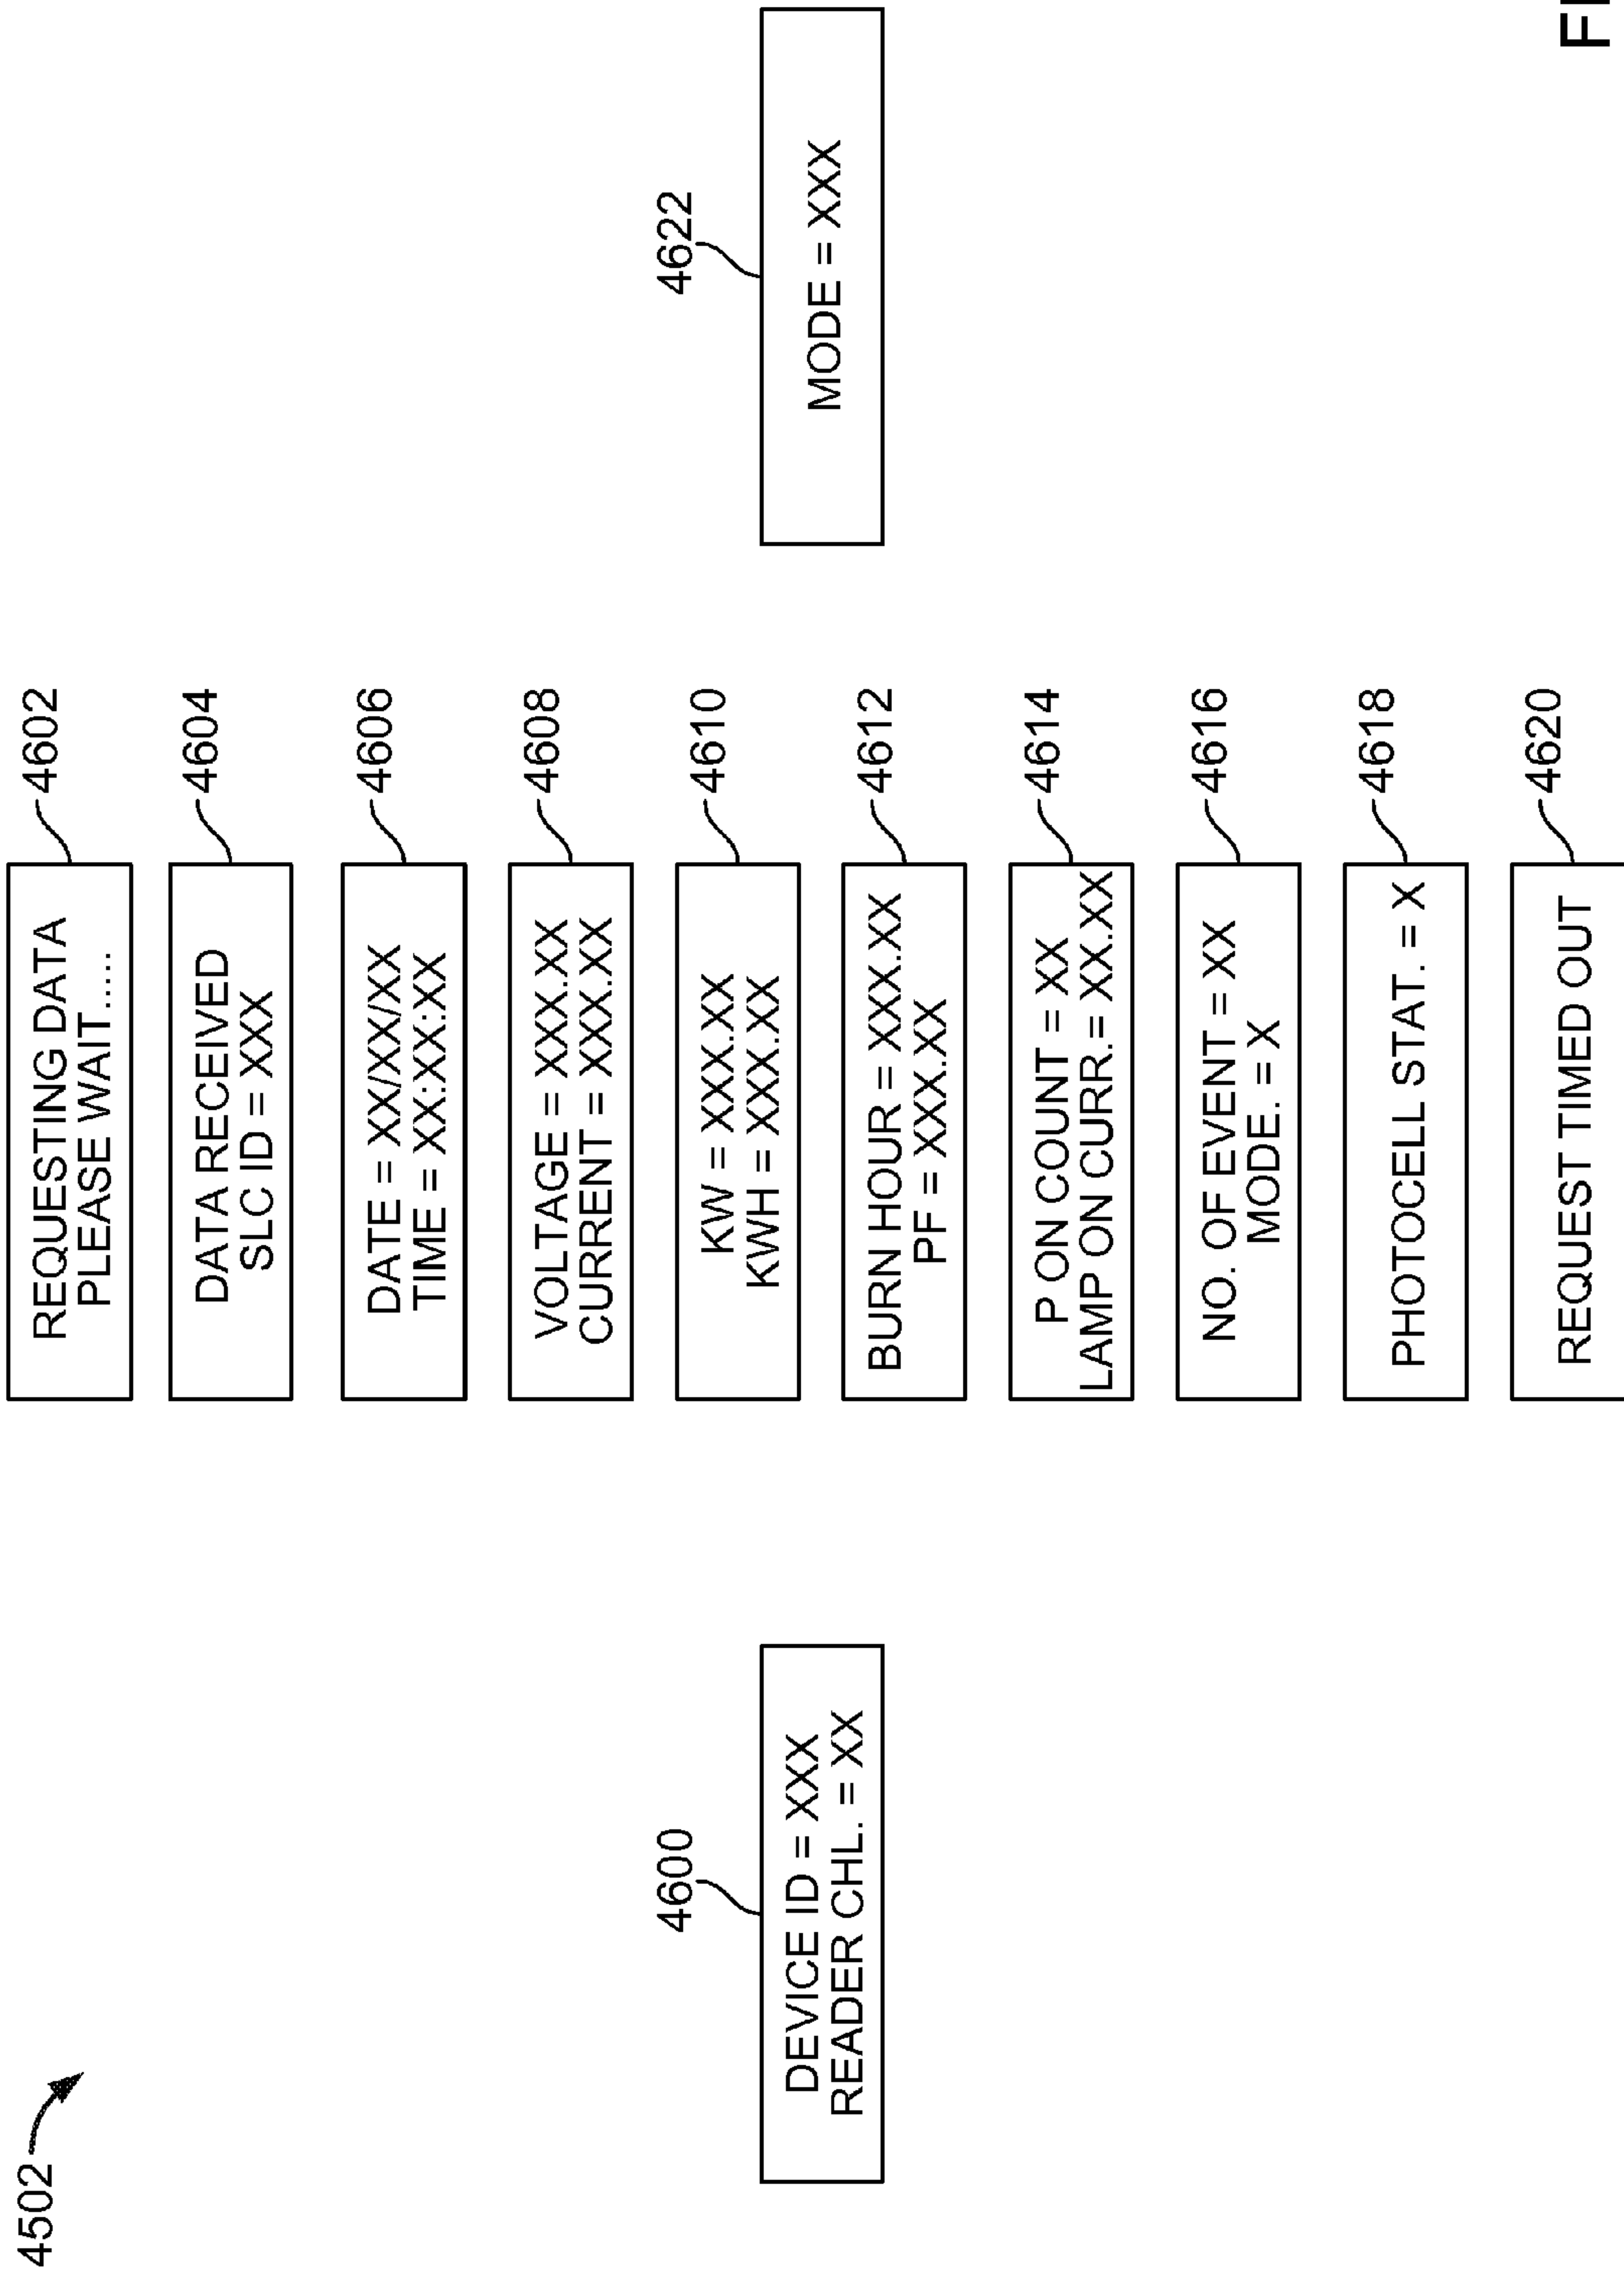 4502
4600
DEVICE ID = XXX
READER CHL. = XX
4602
REQUESTING DATA
PLEASE WAIT.....
4604
DATA RECEIVED
SLC ID = XXX
4606
DATE = XX/XX/XX
TIME = XX:XX:XX
4608
VOLTAGE = XXX.XX
CURRENT = XXX.XX
4610
KW = XXX.XX
KWH = XXX.XX
4612
BURN HOUR = XXX.XX
PF = XXX.XX
4614
P ON COUNT = XX
LAMP ON CURR.= XX.XX
4616
NO. OF EVENT = XX
MODE. = X
4618
PHOTOCELL STAT. = X
4620
REQUEST TIMED OUT
4622
MODE = XXX